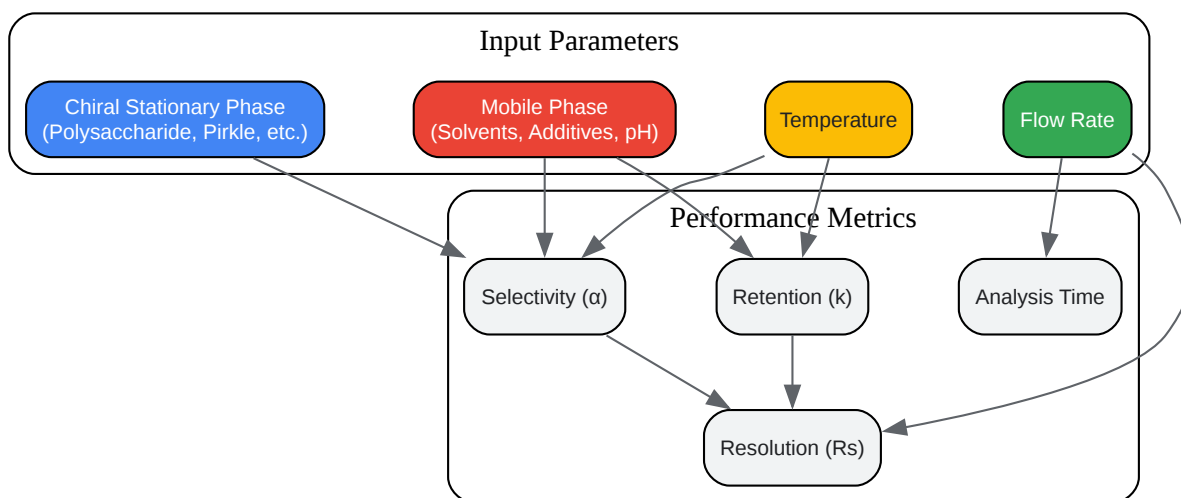 Input Parameters
Chiral Stationary Phase
(Polysaccharide, Pirkle, etc.)
Mobile Phase
(Solvents, Additives, pH)
Temperature
Flow Rate
Performance Metrics
Selectivity (α)
Retention (k)
Analysis Time
Resolution (Rs)